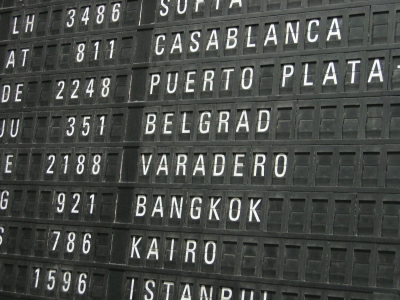 LH 3486 SOFIA
AT 811 CASABLANCA
DE 2248 PUERTO PLATA
JU 351 BELGRAD
E 2188 VARADERO
G 921 BANGKOK
S 786 KAIRO
1596 ISTANBUL